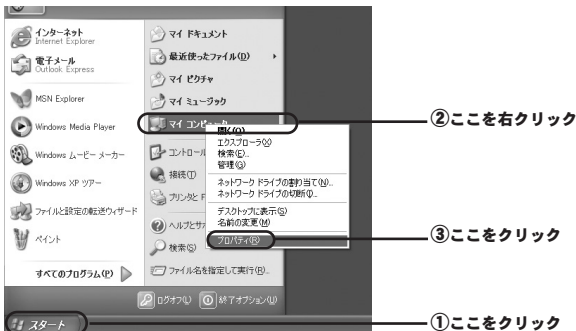 インターネット
Internet Explorer
電子メール
Outlook Express
MSN Explorer
Windows Media Player
Windows ムービー メーカー
Windows XP ツアー
ファイルと設定の転送ウィザード
ペイント
すべてのプログラム(P)
マイ ドキュメント
最近使ったファイル(D)
マイ ピクチャ
マイ ミュージック
マイ コンピュータ
コントロール
接続(T)
プリンタと F
ヘルプとサポ
検索(S)
ファイル名を指定して実行(R)...
開く(O)
エクスプローラ(X)
検索(E)...
管理(G)
ネットワーク ドライブの割り当て(N)...
ネットワーク ドライブの切断(I)...
デスクトップに表示(S)
名前の変更(M)
プロパティ(R)
ログオフ(L)
終了オプション(U)
スタート
②ここを右クリック
③ここをクリック
①ここをクリック